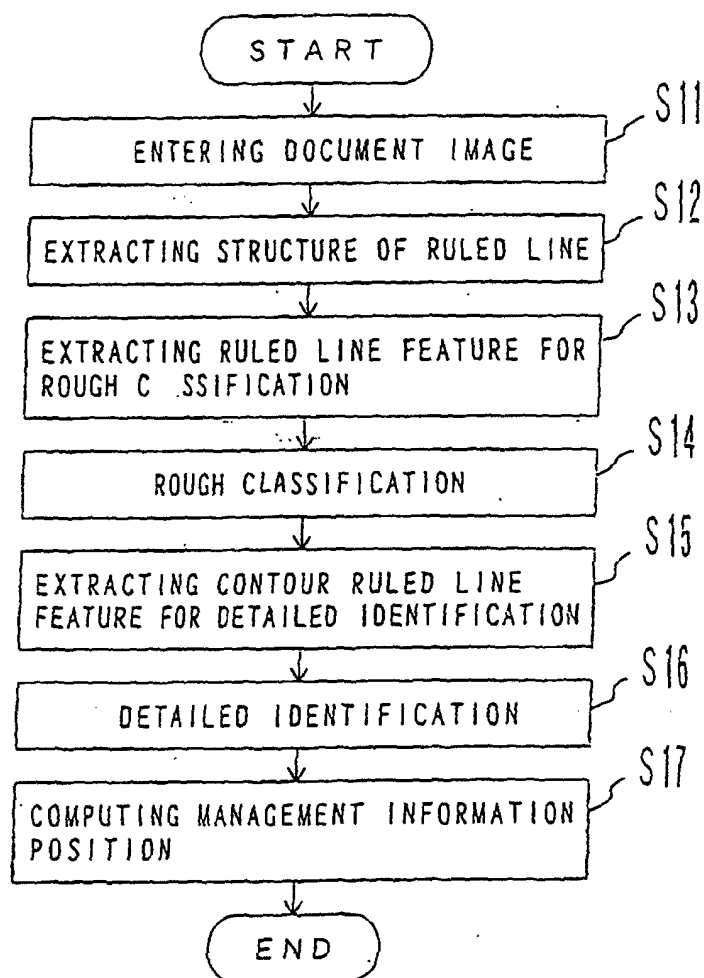 START
S11
ENTERING DOCUMENT IMAGE
S12
EXTRACTING STRUCTURE OF RULED LINE
S13
EXTRACTING RULED LINE FEATURE FOR
ROUGH C SSIFICATION
S14
ROUGH CLASSIFICATION
S15
EXTRACTING CONTOUR RULED LINE
FEATURE FOR DETAILED IDENTIFICATION
S16
DETAILED IDENTIFICATION
S17
COMPUTING MANAGEMENT INFORMATION
POSITION
END